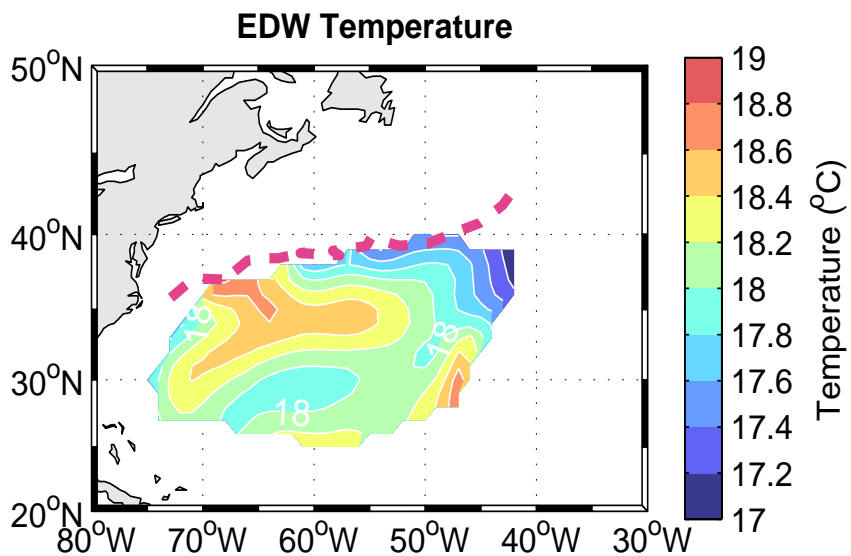 EDW Temperature
50°N
40°N
30°N
20°N
80°W
70°W
60°W
50°W
40°W
30°W
18
18
18
19
18.8
18.6
18.4
18.2
18
17.8
17.6
17.4
17.2
17
Temperature (°C)